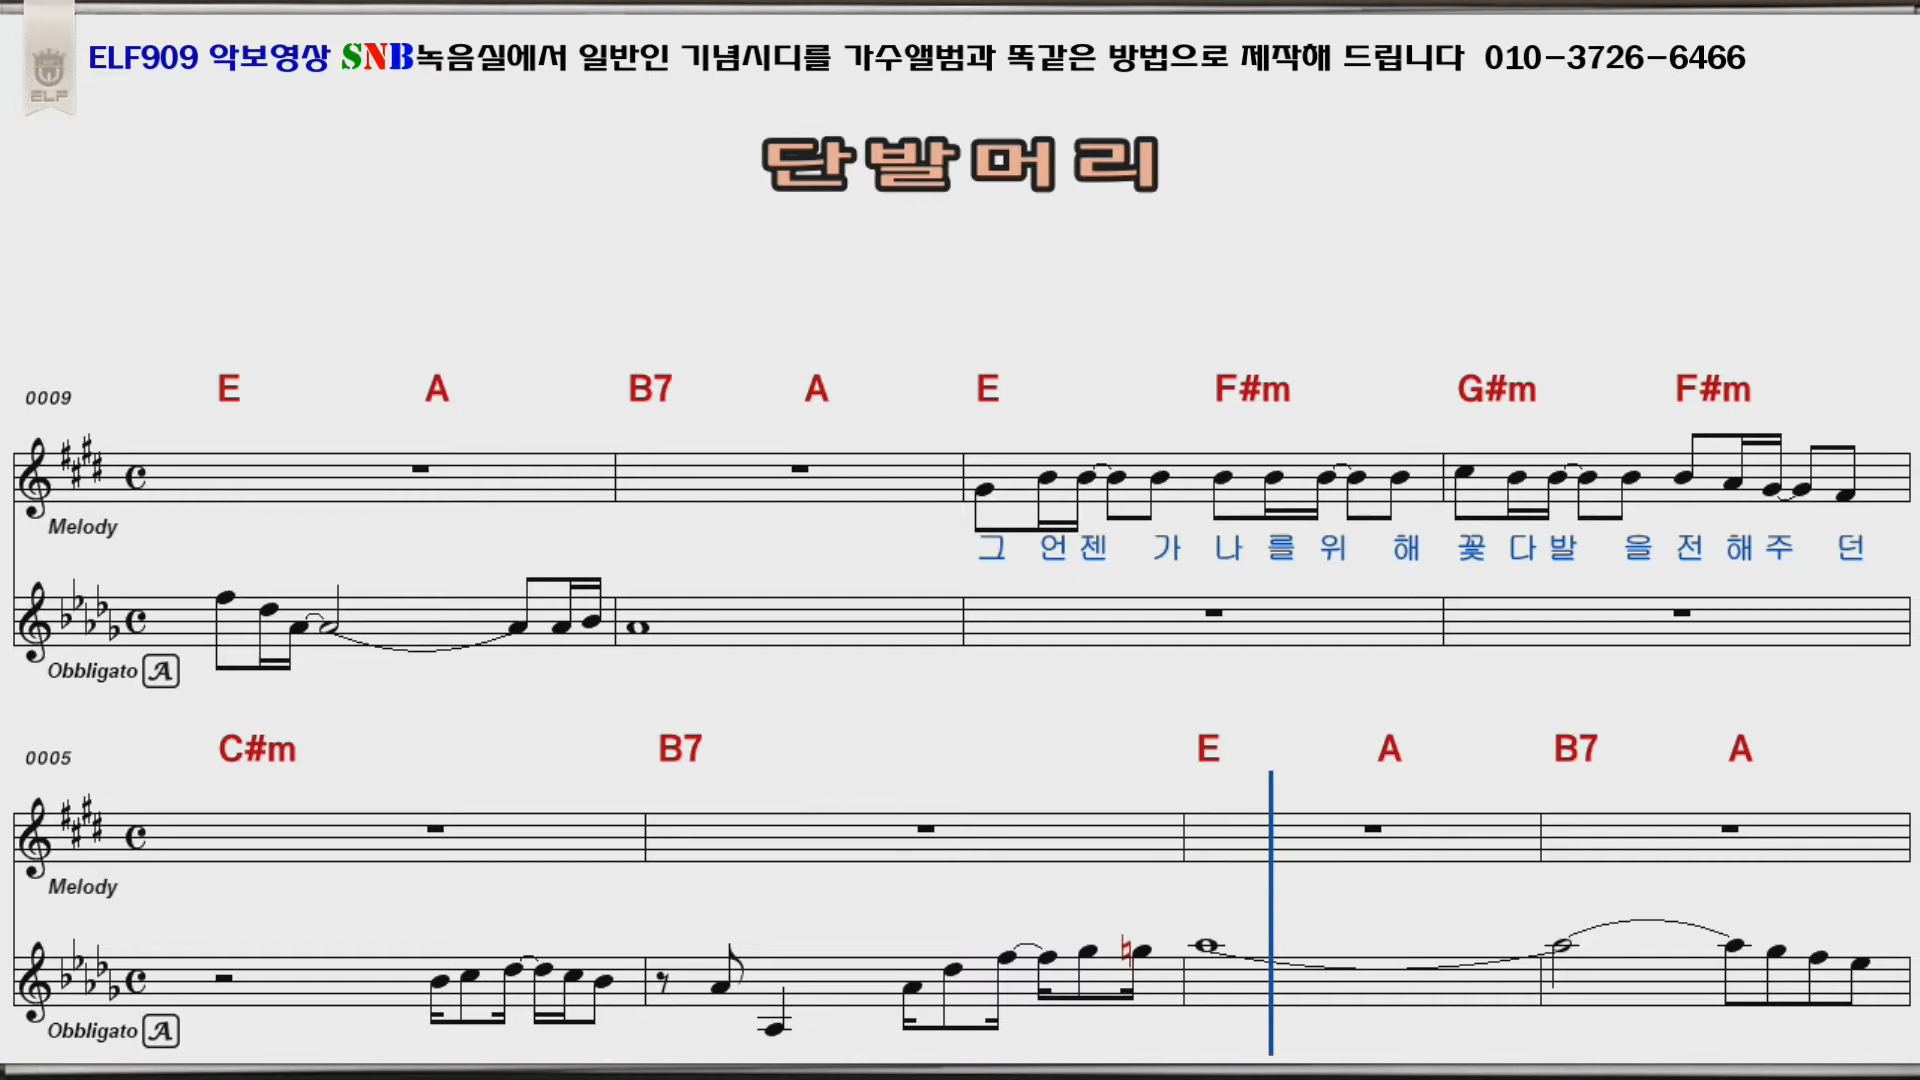 ELF909 악보영상 SNB녹음실에서 일반인 기념시디를 가수앨범과 똑같은 방법으로 제작해 드립니다 010-3726-6466
ELF
단발머리
0009 E A B7 A E F#m G#m F#m
Melody
그 언젠 가 나 를 위 해 꽃 다 발 을 전 해 주 던
Obbligato A
0005 C#m B7 E A B7 A
Melody
Obbligato A